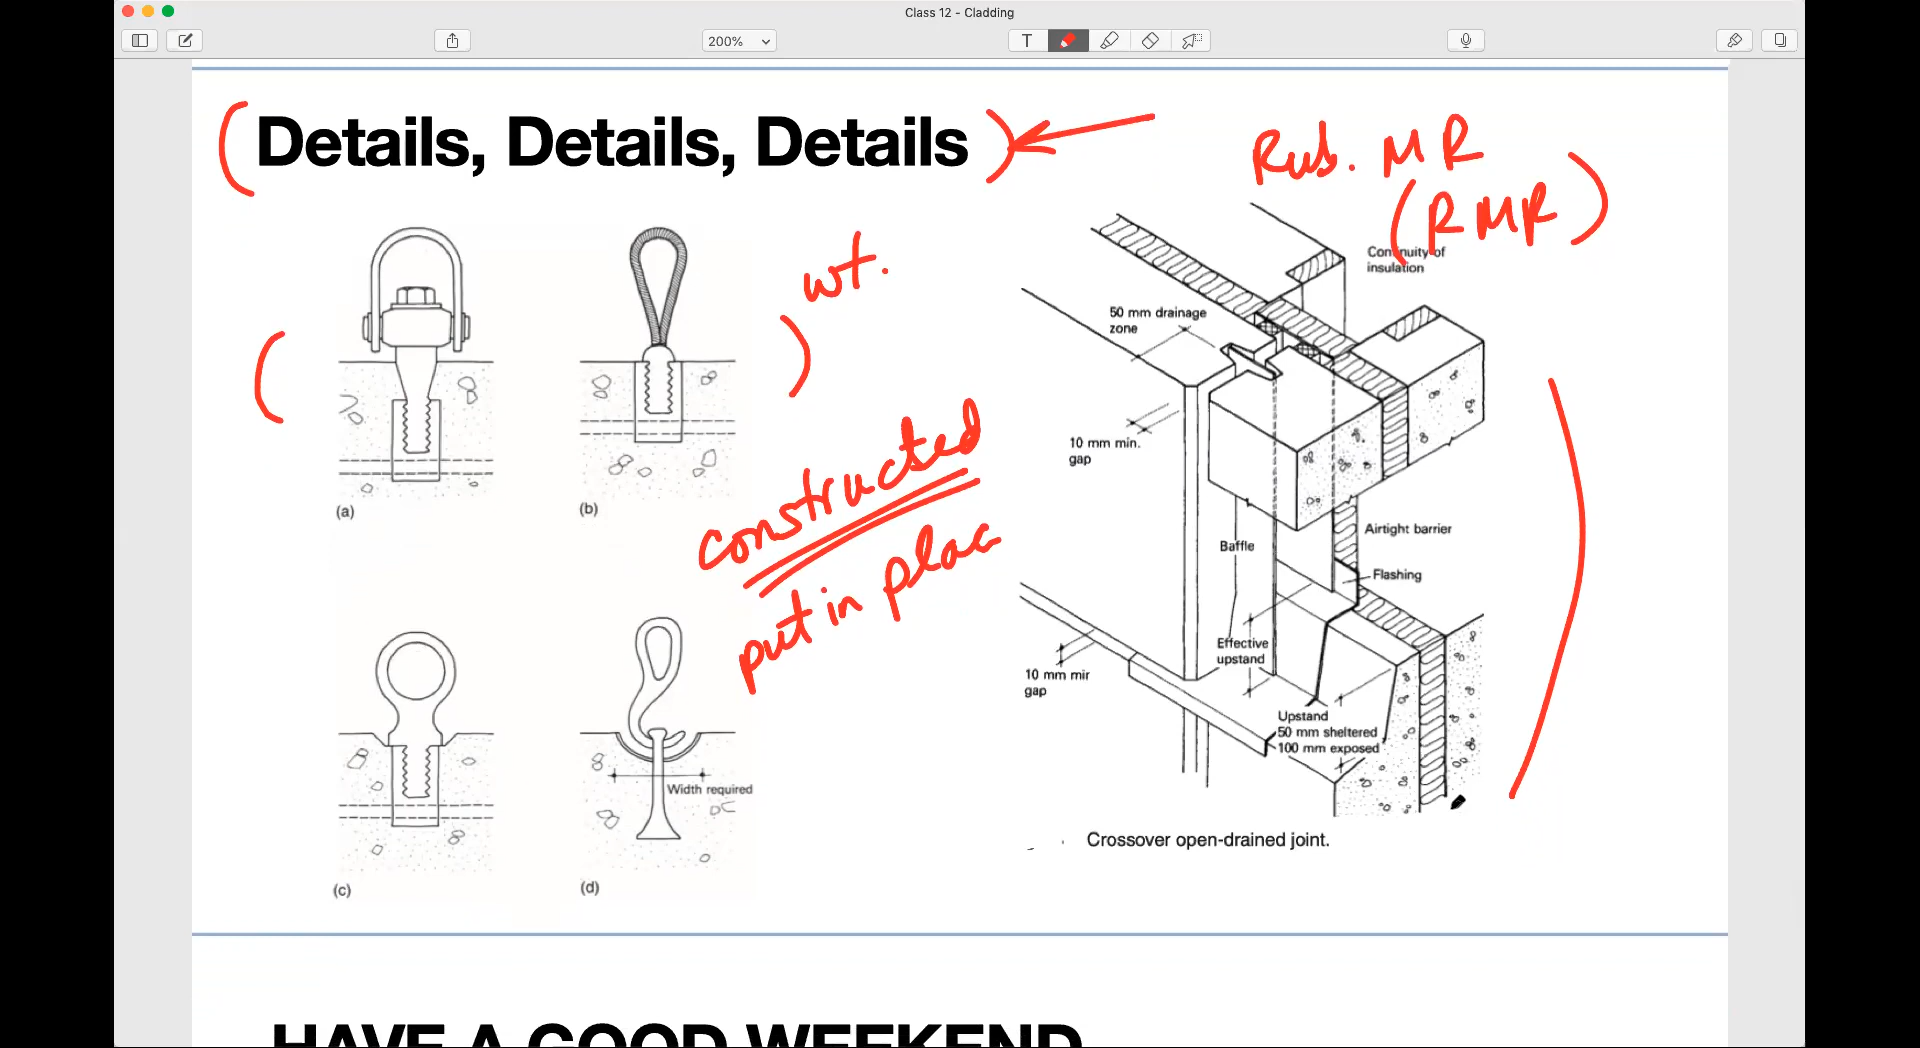 Class 12 - Cladding
200%
T
(Details, Details, Details)
Rub. MR
(RMR)
wt.
constructed
put in plac
(a)
(b)
(c)
(d)
Width required
Continuity of
insulation
50 mm drainage
zone
10 mm min.
gap
Airtight barrier
Baffle
Flashing
Effective
upstand
10 mm mir
gap
Upstand
50 mm sheltered
100 mm exposed
Crossover open-drained joint.
HAVE A GOOD WEEKEND